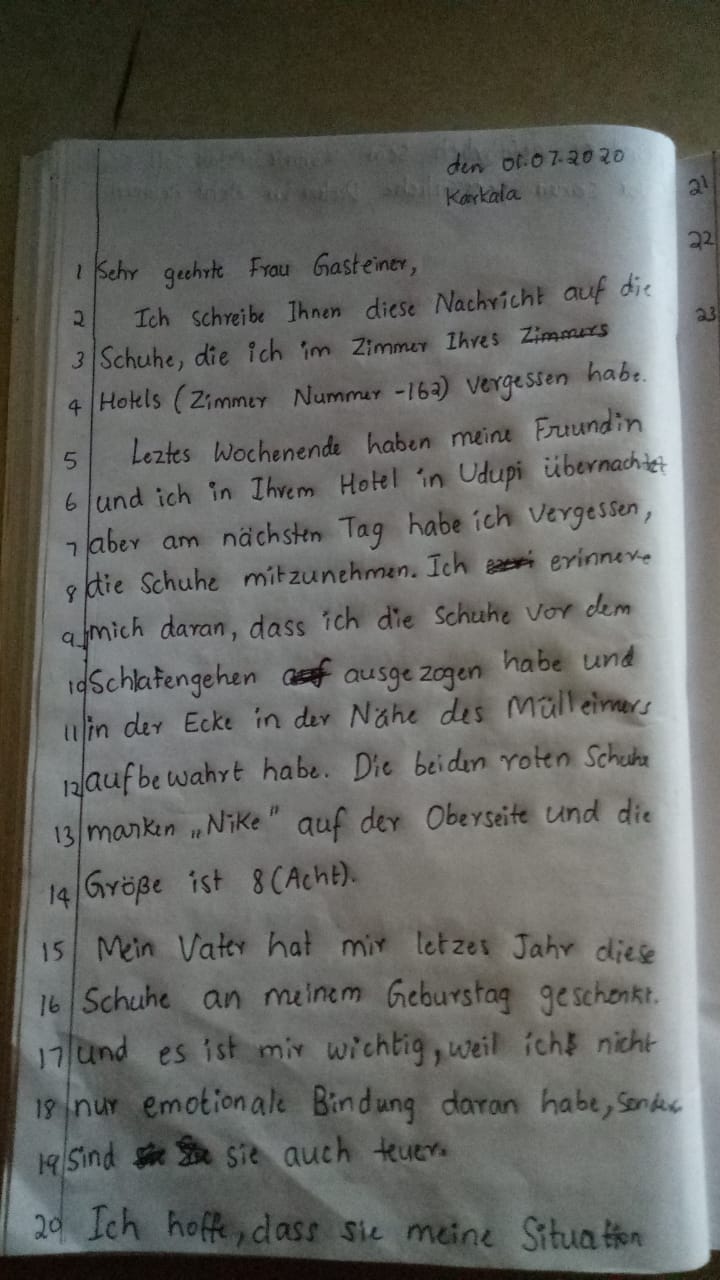 den 01.07.2020
Karkala
1 Sehr geehrte Frau Gasteiner,
2 Ich schreibe Ihnen diese Nachricht auf die
3 Schuhe, die ich im Zimmer Ihres Zimmers
4 Hotels (Zimmer Nummer -162) vergessen habe.
5 Leztes Wochenende haben meine Freundin
6 und ich in Ihrem Hotel in Udupi übernachtet
7 aber am nächsten Tag habe ich vergessen,
8 die Schuhe mitzunehmen. Ich erinnere
9 mich daran, dass ich die Schuhe vor dem
10 Schlafengehen auf ausgezogen habe und
11 in der Ecke in der Nähe des Mülleimers
12 aufbewahrt habe. Die beiden roten Schuhe
13 marken „Nike" auf der Oberseite und die
14 Größe ist 8 (Acht).
15 Mein Vater hat mir letzes Jahr diese
16 Schuhe an meinem Geburstag geschenkt.
17 und es ist mir wichtig, weil ich nicht
18 nur emotionale Bindung daran habe,
19 sind sie auch teuer.
20 Ich hoffe, dass sie meine Situation
21
22
23